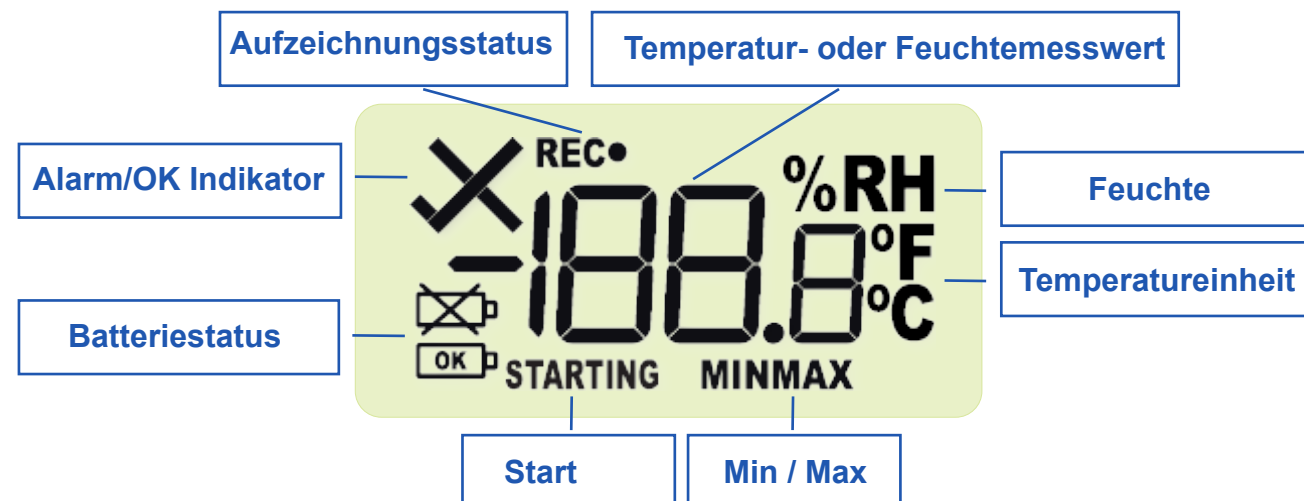 Aufzeichnungsstatus
Temperatur- oder Feuchtemesswert
REC
Alarm/OK Indikator
%RH
Feuchte
-188.8
°F
Temperatureinheit
°C
Batteriestatus
OK
STARTING
MINMAX
Start
Min / Max